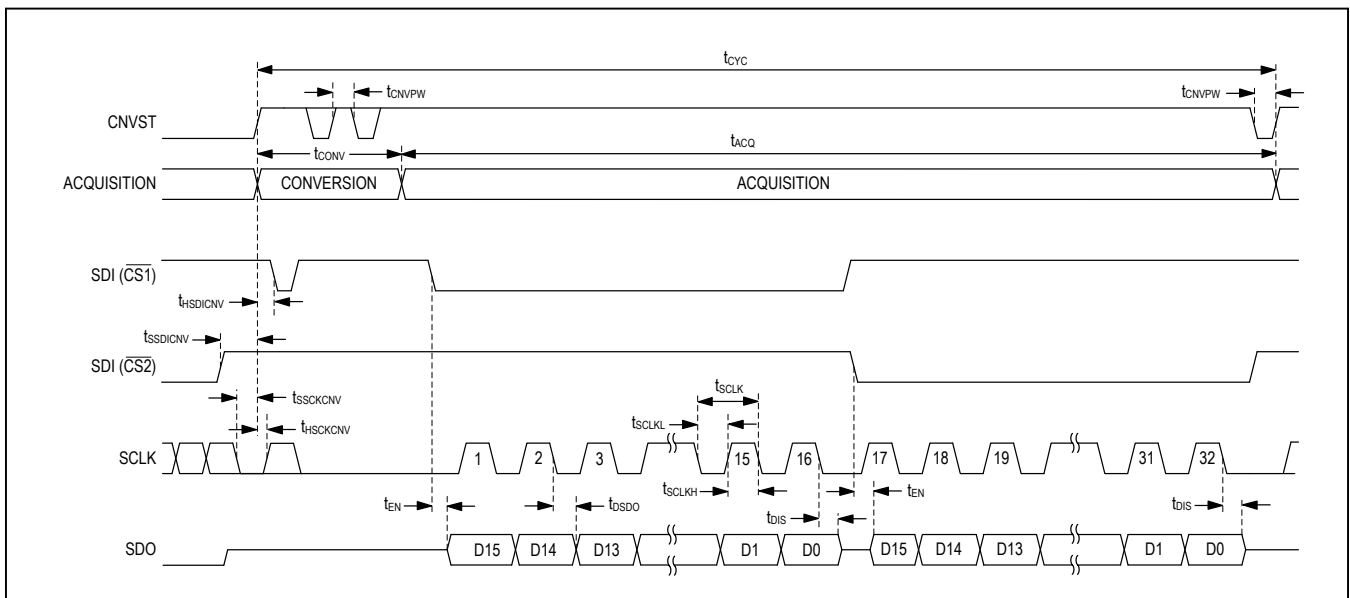 tCYC
tCNVPW tCNVPW
CNVST
tCONV tACQ
ACQUISITION CONVERSION ACQUISITION
SDI (CS1)
tHSDICNV
tSSDICNV
SDI (CS2)
tSSCKCNV tSCLK
tHSCKCNV tSCLKL
SCLK 1 2 3 15 16 17 18 19 31 32
tSCLKH
tEN tDSDO tDIS tEN tDIS
SDO D15 D14 D13 D1 D0 D15 D14 D13 D1 D0